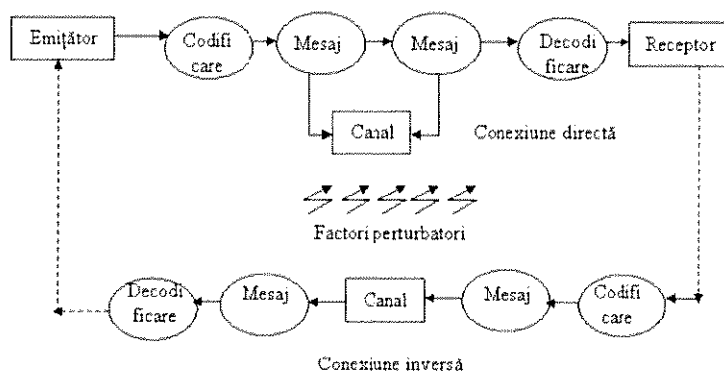 Emiţător
Codifi
care
Mesaj
Mesaj
Decodi
ficare
Receptor
Canal
Conexiune directă
Factori perturbatori
Decodi
ficare
Mesaj
Canal
Mesaj
Codifi
care
Conexiune inversă